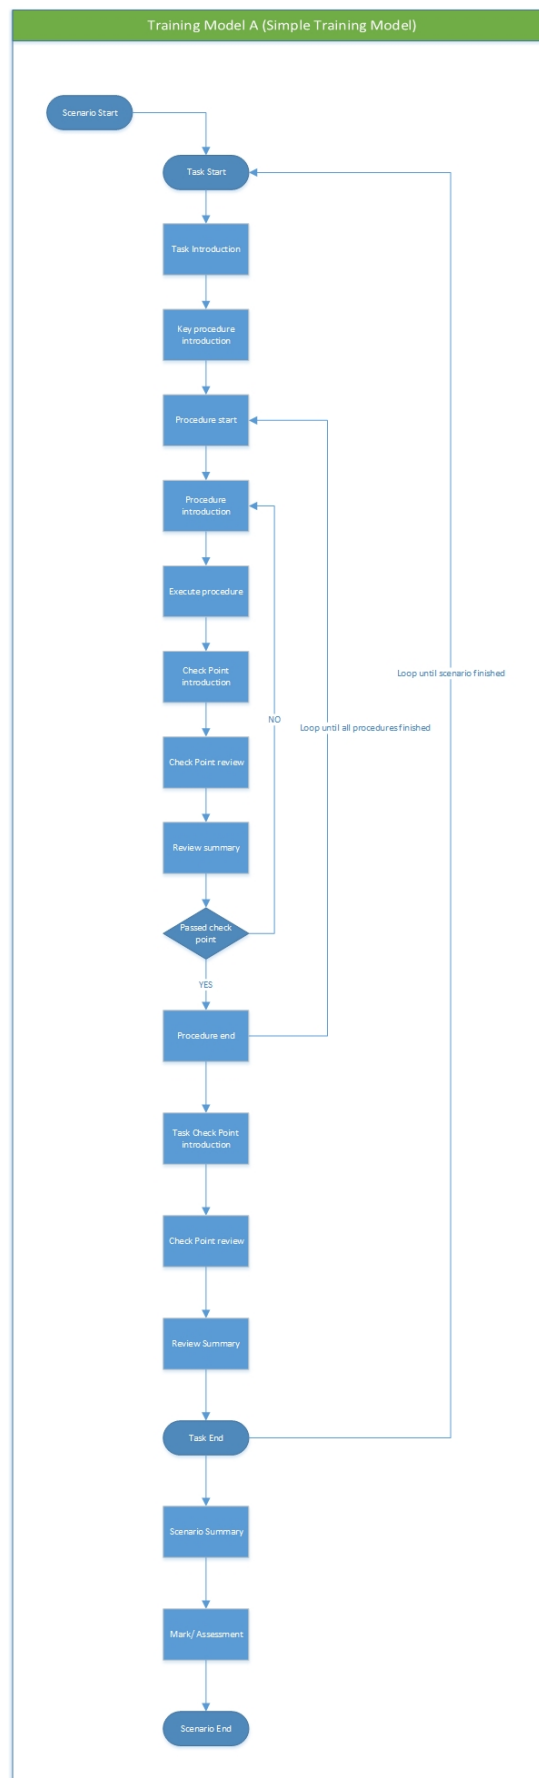 Training Model A (Simple Training Model)
Scenario Start
Task Start
Task Introduction
Key procedure
introduction
Procedure start
Procedure
introduction
Execute procedure
Check Point
introduction
Loop until scenario finished
NO
Loop until all procedures finished
Check Point review
Review summary
Passed check
point
YES
Procedure end
Task Check Point
introduction
Check Point review
Review Summary
Task End
Scenario Summary
Mark/ Assessment
Scenario End